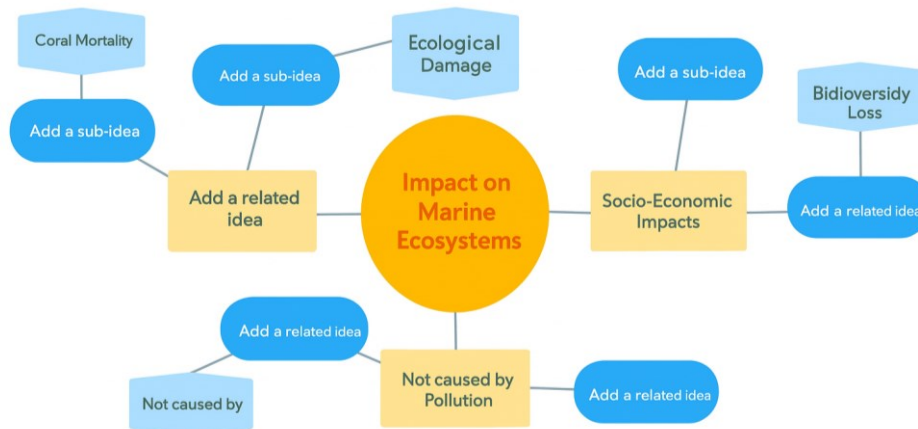 Coral Mortality
Add a sub-idea
Add a sub-idea
Ecological
Damage
Add a related
idea
Impact on
Marine
Ecosystems
Add a sub-idea
Bidioversidy
Loss
Socio-Economic
Impacts
Add a related idea
Add a related idea
Not caused by
Not caused by
Pollution
Add a related idea